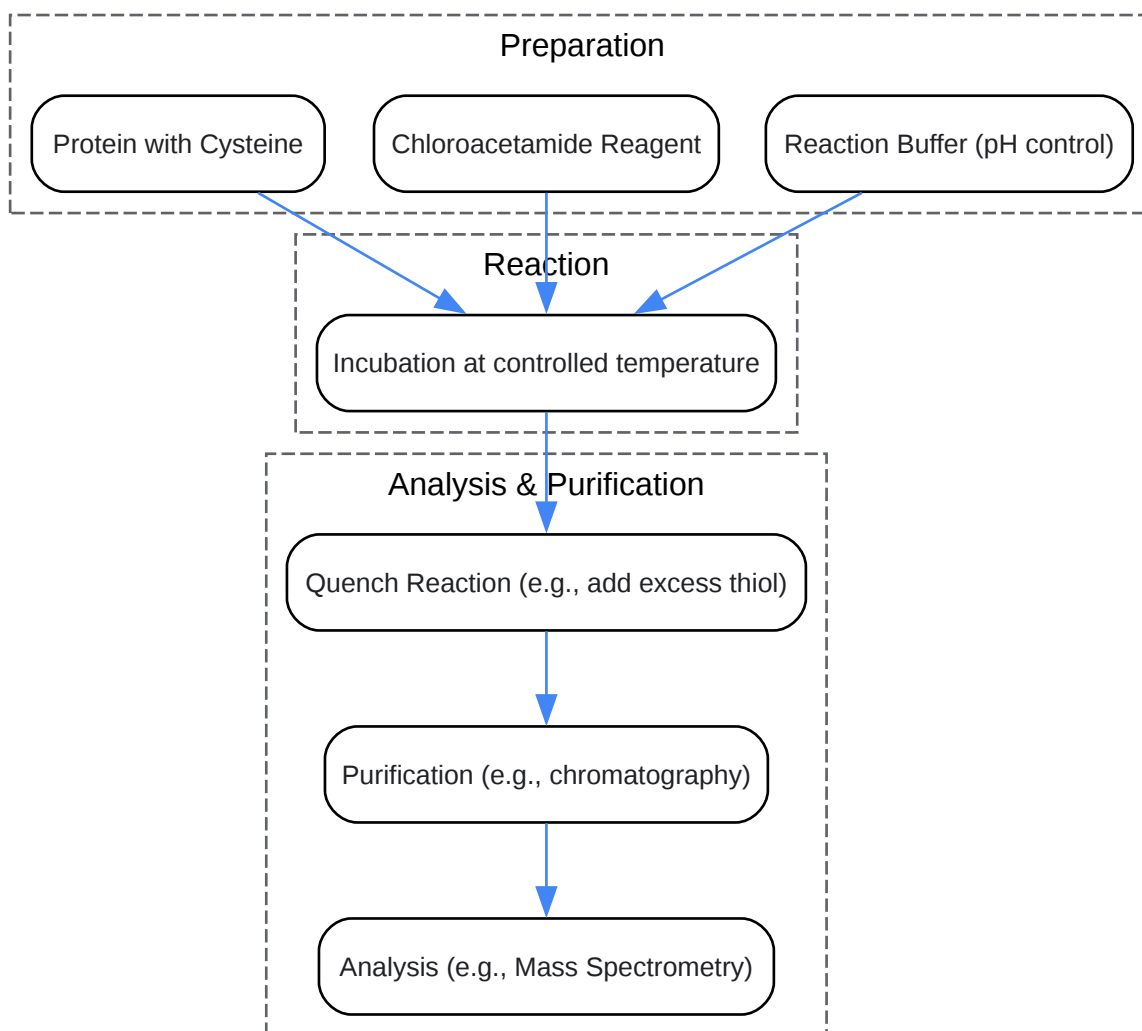 Preparation
Protein with Cysteine
Chloroacetamide Reagent
Reaction Buffer (pH control)
Reaction
Incubation at controlled temperature
Analysis & Purification
Quench Reaction (e.g., add excess thiol)
Purification (e.g., chromatography)
Analysis (e.g., Mass Spectrometry)